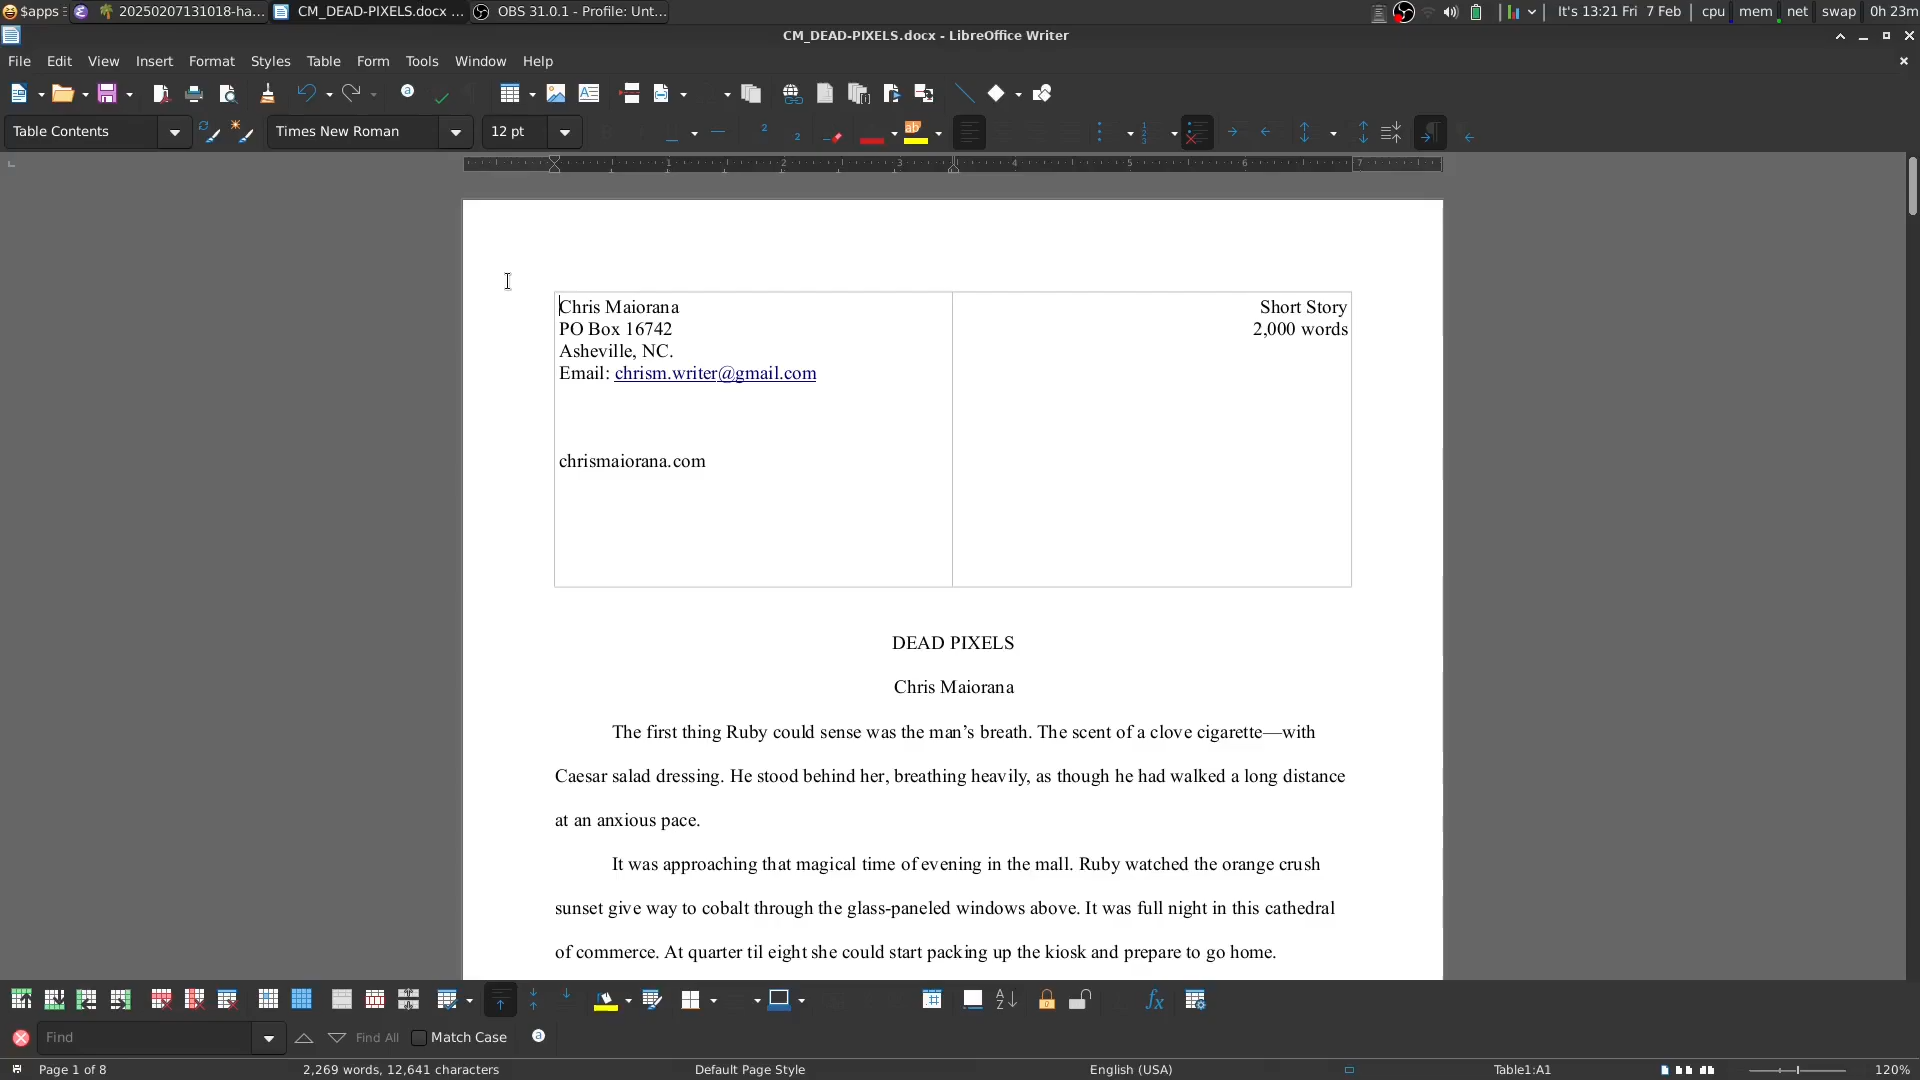 $apps
20250207131018-ha...
CM_DEAD-PIXELS.docx ...
OBS 31.0.1 - Profile: Unt...
It's 13:21 Fri 7 Feb
cpu
mem
net
swap
0h 23m
CM_DEAD-PIXELS.docx - LibreOffice Writer
File Edit View Insert Format Styles Table Form Tools Window Help
Table Contents
Times New Roman
12 pt
1 2 3 4 5 6 7
Chris Maiorana
PO Box 16742
Asheville, NC.
Email: chrism.writer@gmail.com
chrismaiorana.com
Short Story
2,000 words
DEAD PIXELS
Chris Maiorana
The first thing Ruby could sense was the man’s breath. The scent of a clove cigarette—with
Caesar salad dressing. He stood behind her, breathing heavily, as though he had walked a long distance
at an anxious pace.
It was approaching that magical time of evening in the mall. Ruby watched the orange crush
sunset give way to cobalt through the glass-paneled windows above. It was full night in this cathedral
of commerce. At quarter til eight she could start packing up the kiosk and prepare to go home.
Find
Find All
Match Case
Page 1 of 8
2,269 words, 12,641 characters
Default Page Style
English (USA)
Table1:A1
120%